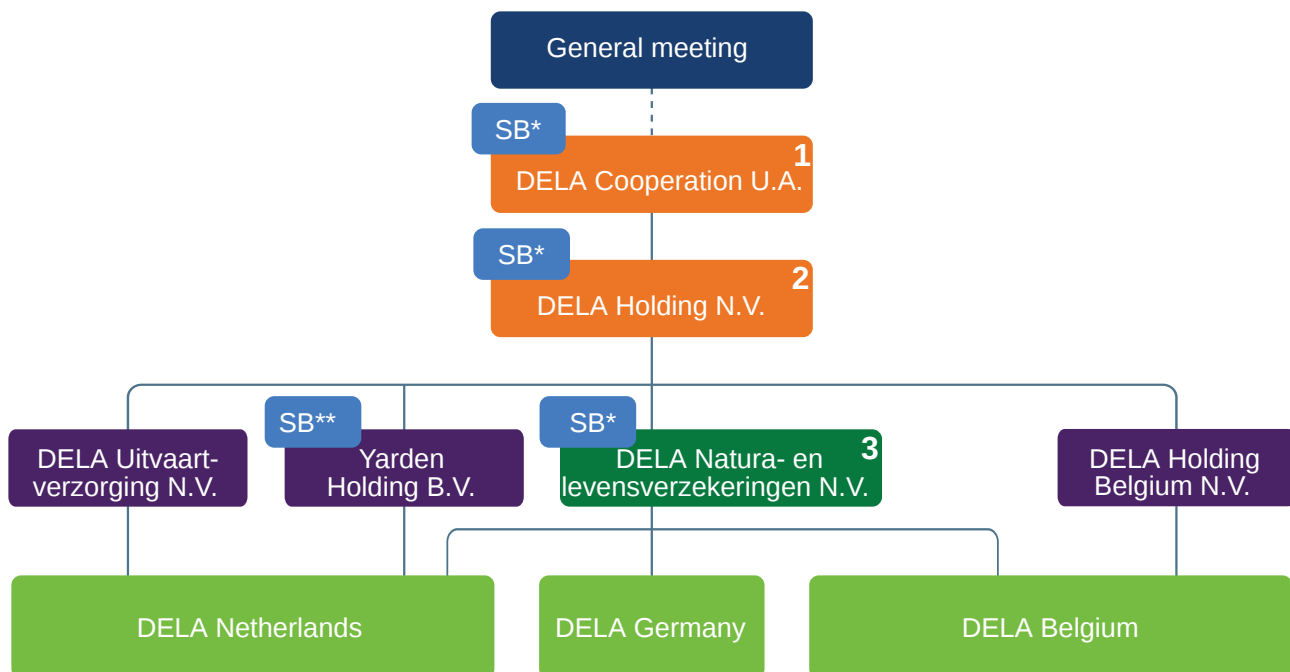 General meeting
SB*
1
DELA Cooperation U.A.
SB*
2
DELA Holding N.V.
DELA Uitvaart-
verzorging N.V.
SB**
Yarden
Holding B.V.
SB*
3
DELA Natura- en
levensverzekeringen N.V.
DELA Holding
Belgium N.V.
DELA Netherlands
DELA Germany
DELA Belgium